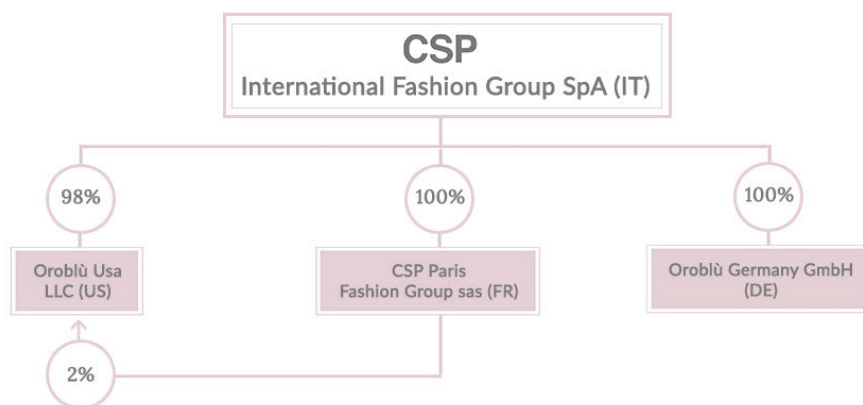 CSP
International Fashion Group SpA (IT)
98%
100%
100%
Oroblù Usa
LLC (US)
CSP Paris
Fashion Group sas (FR)
Oroblù Germany GmbH
(DE)
2%